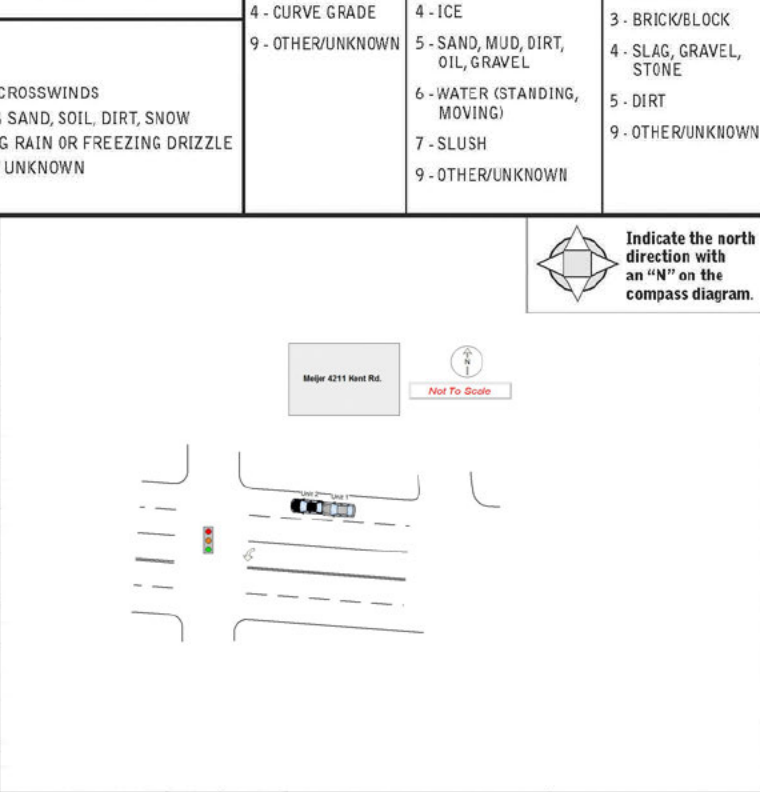 4 - CURVE GRADE
9 - OTHER/UNKNOWN
4 - ICE
5 - SAND, MUD, DIRT,
OIL, GRAVEL
6 - WATER (STANDING,
MOVING)
7 - SLUSH
9 - OTHER/UNKNOWN
3 - BRICK/BLOCK
4 - SLAG, GRAVEL,
STONE
5 - DIRT
9 - OTHER/UNKNOWN
CROSSWINDS
SAND, SOIL, DIRT, SNOW
G RAIN OR FREEZING DRIZZLE
UNKNOWN
Indicate the north
direction with
an “N” on the
compass diagram.
Meijer 4211 Kent Rd.
N
Not To Scale
Unit 2
Unit 1